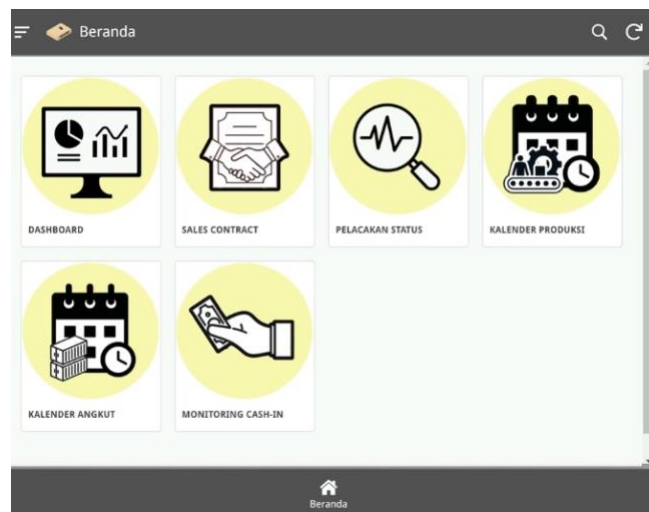 Beranda
DASHBOARD
SALES CONTRACT
PELACAKAN STATUS
KALENDER PRODUKSI
KALENDER ANGKUT
MONITORING CASH-IN
Beranda